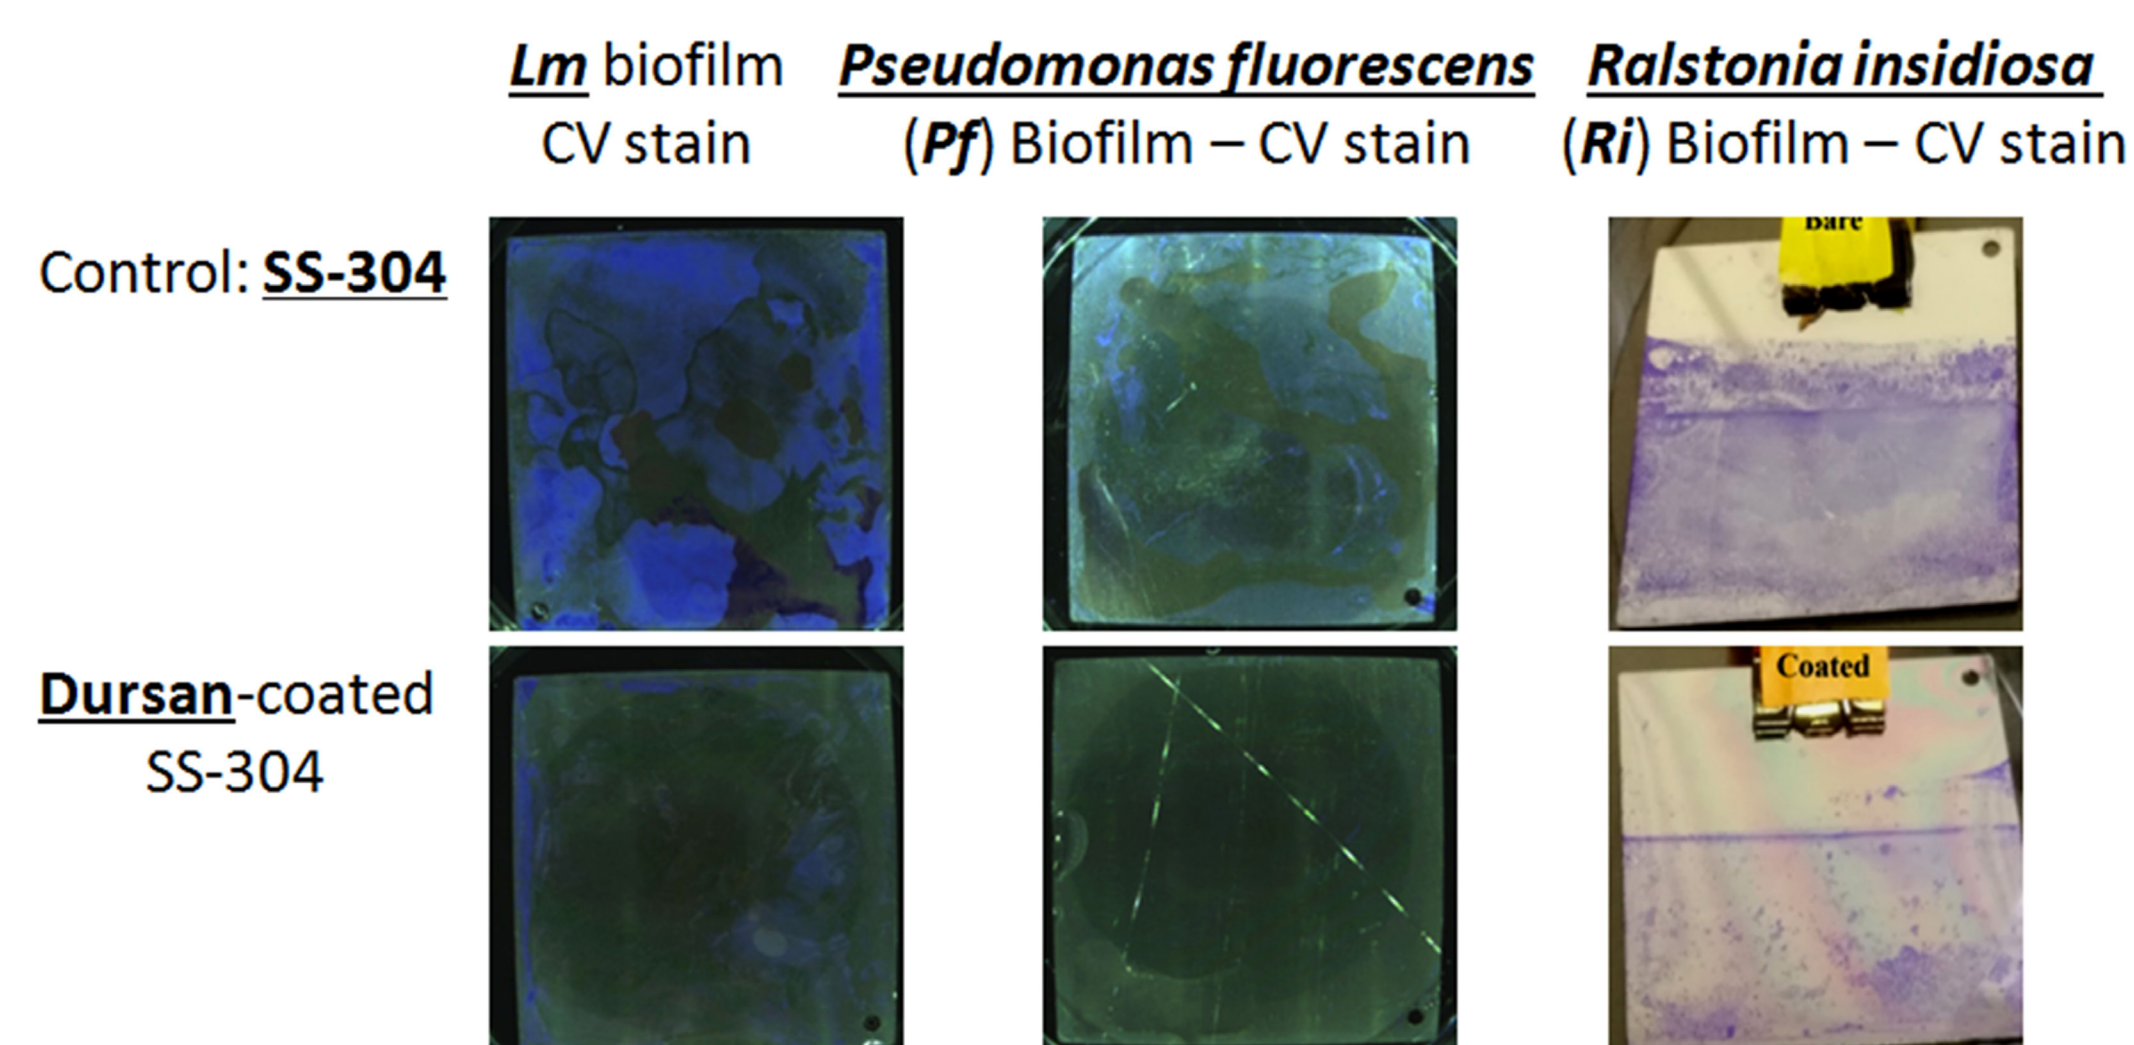 Lm biofilm
CV stain
Pseudomonas fluorescens
(Pf) Biofilm – CV stain
Ralstonia insidiosa
(Ri) Biofilm – CV stain
Control: SS-304
Bare
Dursan-coated
SS-304
Coated